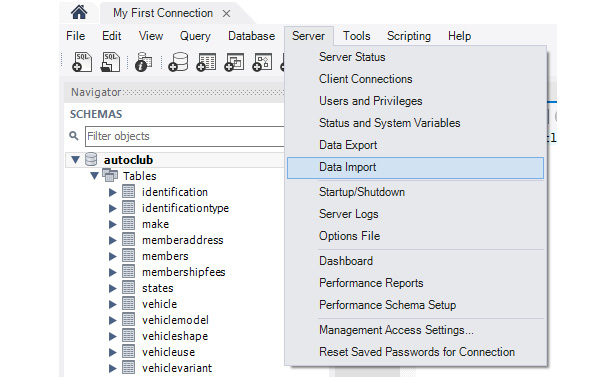 My First Connection
File Edit View Query Database Server Tools Scripting Help
SQL SQL
Navigator
SCHEMAS
Filter objects
autoclub
Tables
identification
identificationtype
make
memberaddress
members
membershipfees
states
vehicle
vehiclemodel
vehicleshape
vehicleuse
vehiclevariant
Server Status
Client Connections
Users and Privileges
Status and System Variables
Data Export
Data Import
Startup/Shutdown
Server Logs
Options File
Dashboard
Performance Reports
Performance Schema Setup
Management Access Settings...
Reset Saved Passwords for Connection